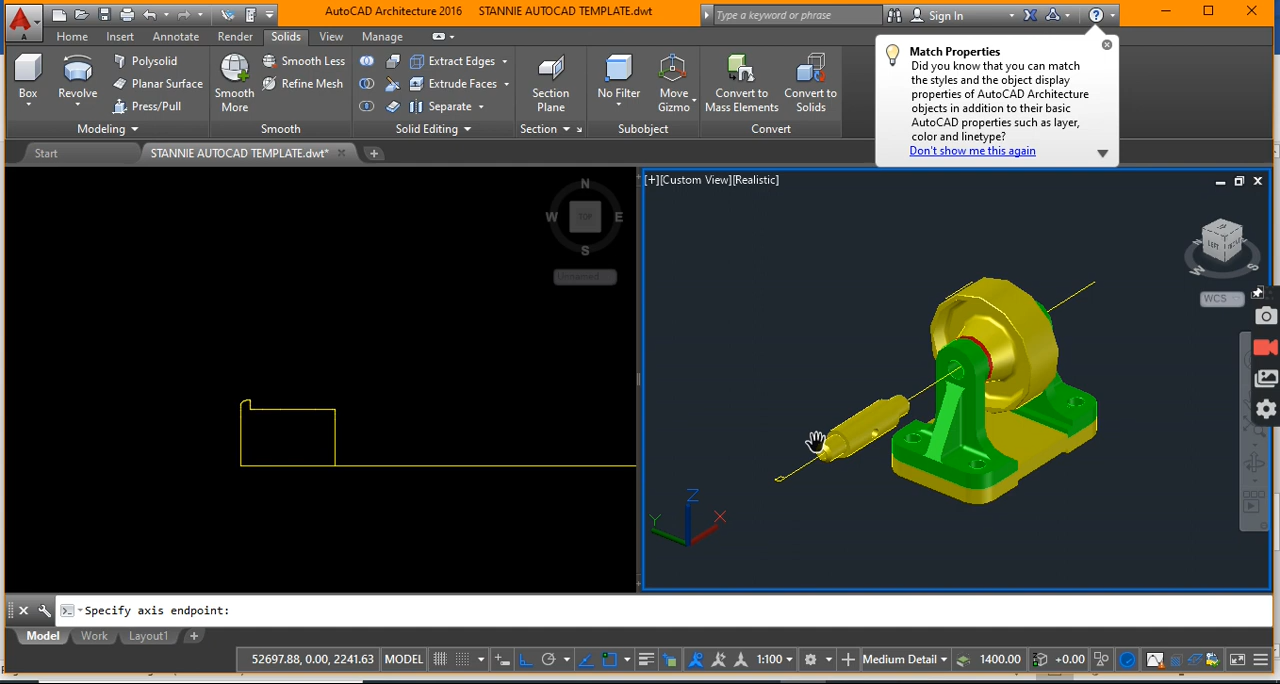 AutoCAD Architecture 2016 STANNIE AUTOCAD TEMPLATE.dwt
Type a keyword or phrase
Sign In
A
Home Insert Annotate Render Solids View Manage
Match Properties
Did you know that you can match
the styles and the object display
properties of AutoCAD Architecture
objects in addition to their basic
AutoCAD properties such as layer,
color and linetype?
Don't show me this again
Box
Revolve
Polysolid
Planar Surface
Press/Pull
Smooth
More
Smooth Less
Refine Mesh
Extract Edges
Extrude Faces
Separate
Section
Plane
No Filter
Move
Gizmo
Convert to
Mass Elements
Convert to
Solids
Modeling
Smooth
Solid Editing
Section
Subobject
Convert
Start
STANNIE AUTOCAD TEMPLATE.dwt*
N
W TOP E
S
Unnamed
[+][Custom View][Realistic]
LEFT
W
S
WCS
Z
Y X
Specify axis endpoint:
Model Work Layout1
52697.88, 0.00, 2241.63 MODEL 1:100 Medium Detail 1400.00 +0.00